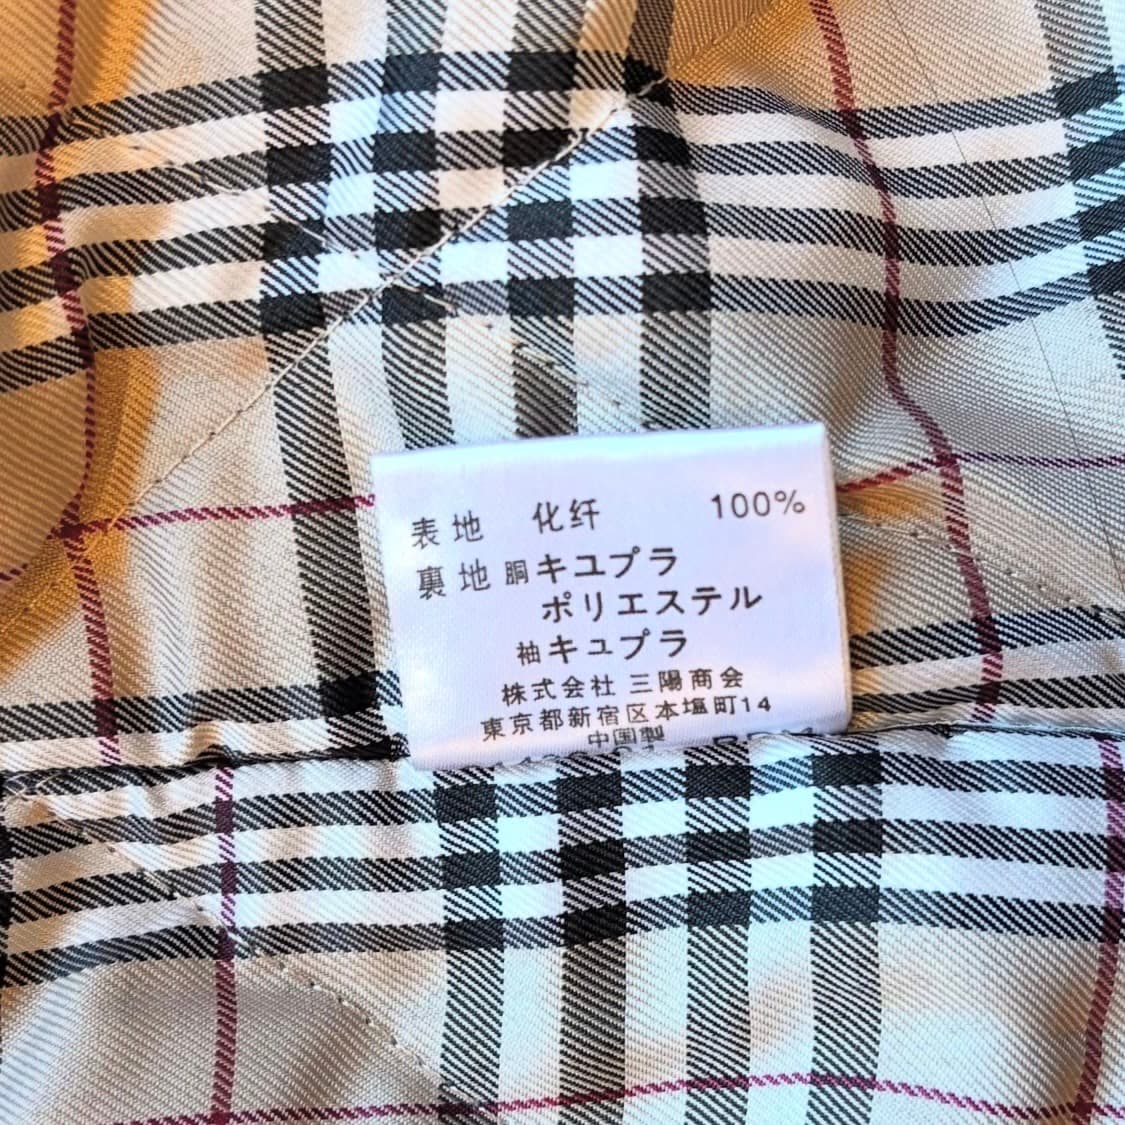 表地 化纤 100%
裏地 胴キユプラ
ポリエステル
袖キュプラ
株式会社 三陽商会
東京都新宿区本塩町14
中国製